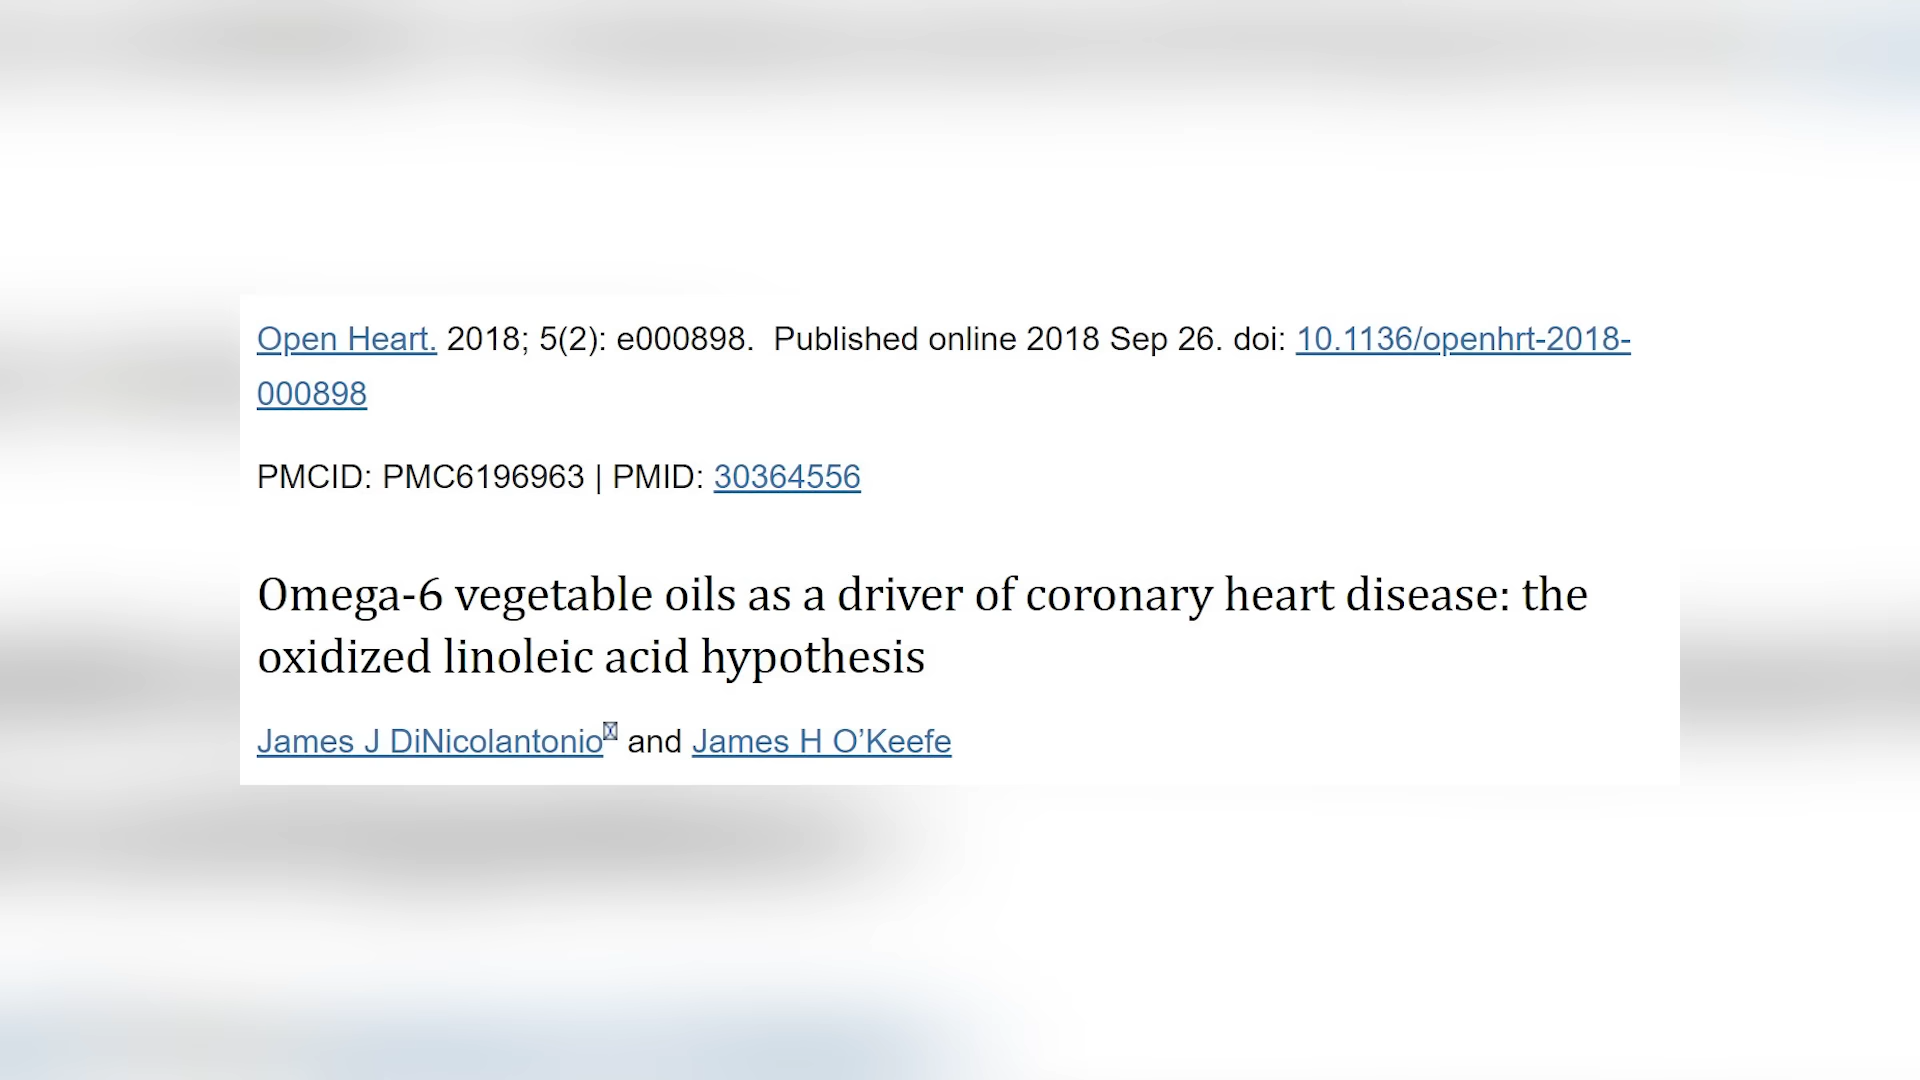 Open Heart. 2018; 5(2): e000898.  Published online 2018 Sep 26. doi: 10.1136/openhrt-2018-
000898
PMCID: PMC6196963 | PMID: 30364556
Omega-6 vegetable oils as a driver of coronary heart disease: the
oxidized linoleic acid hypothesis
James J DiNicolantonio and James H O’Keefe